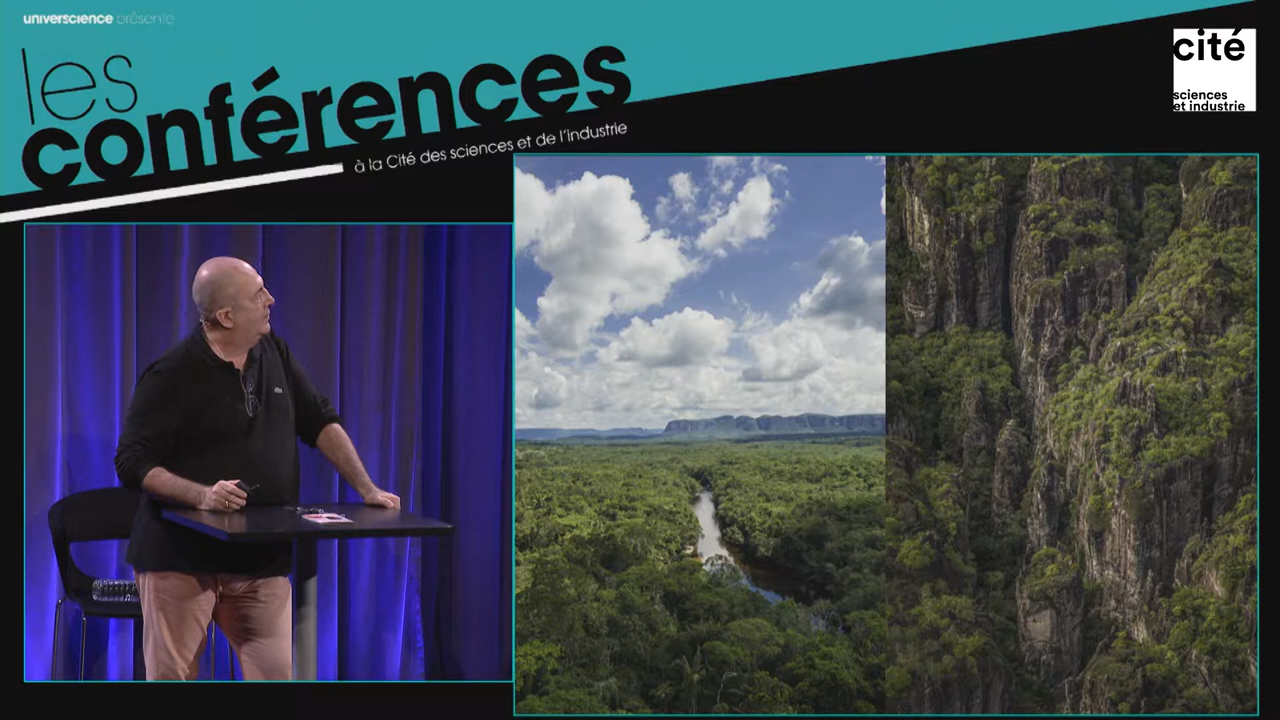 universcience présente
les
conférences
à la Cité des sciences et de l'industrie
cité
sciences
et industrie